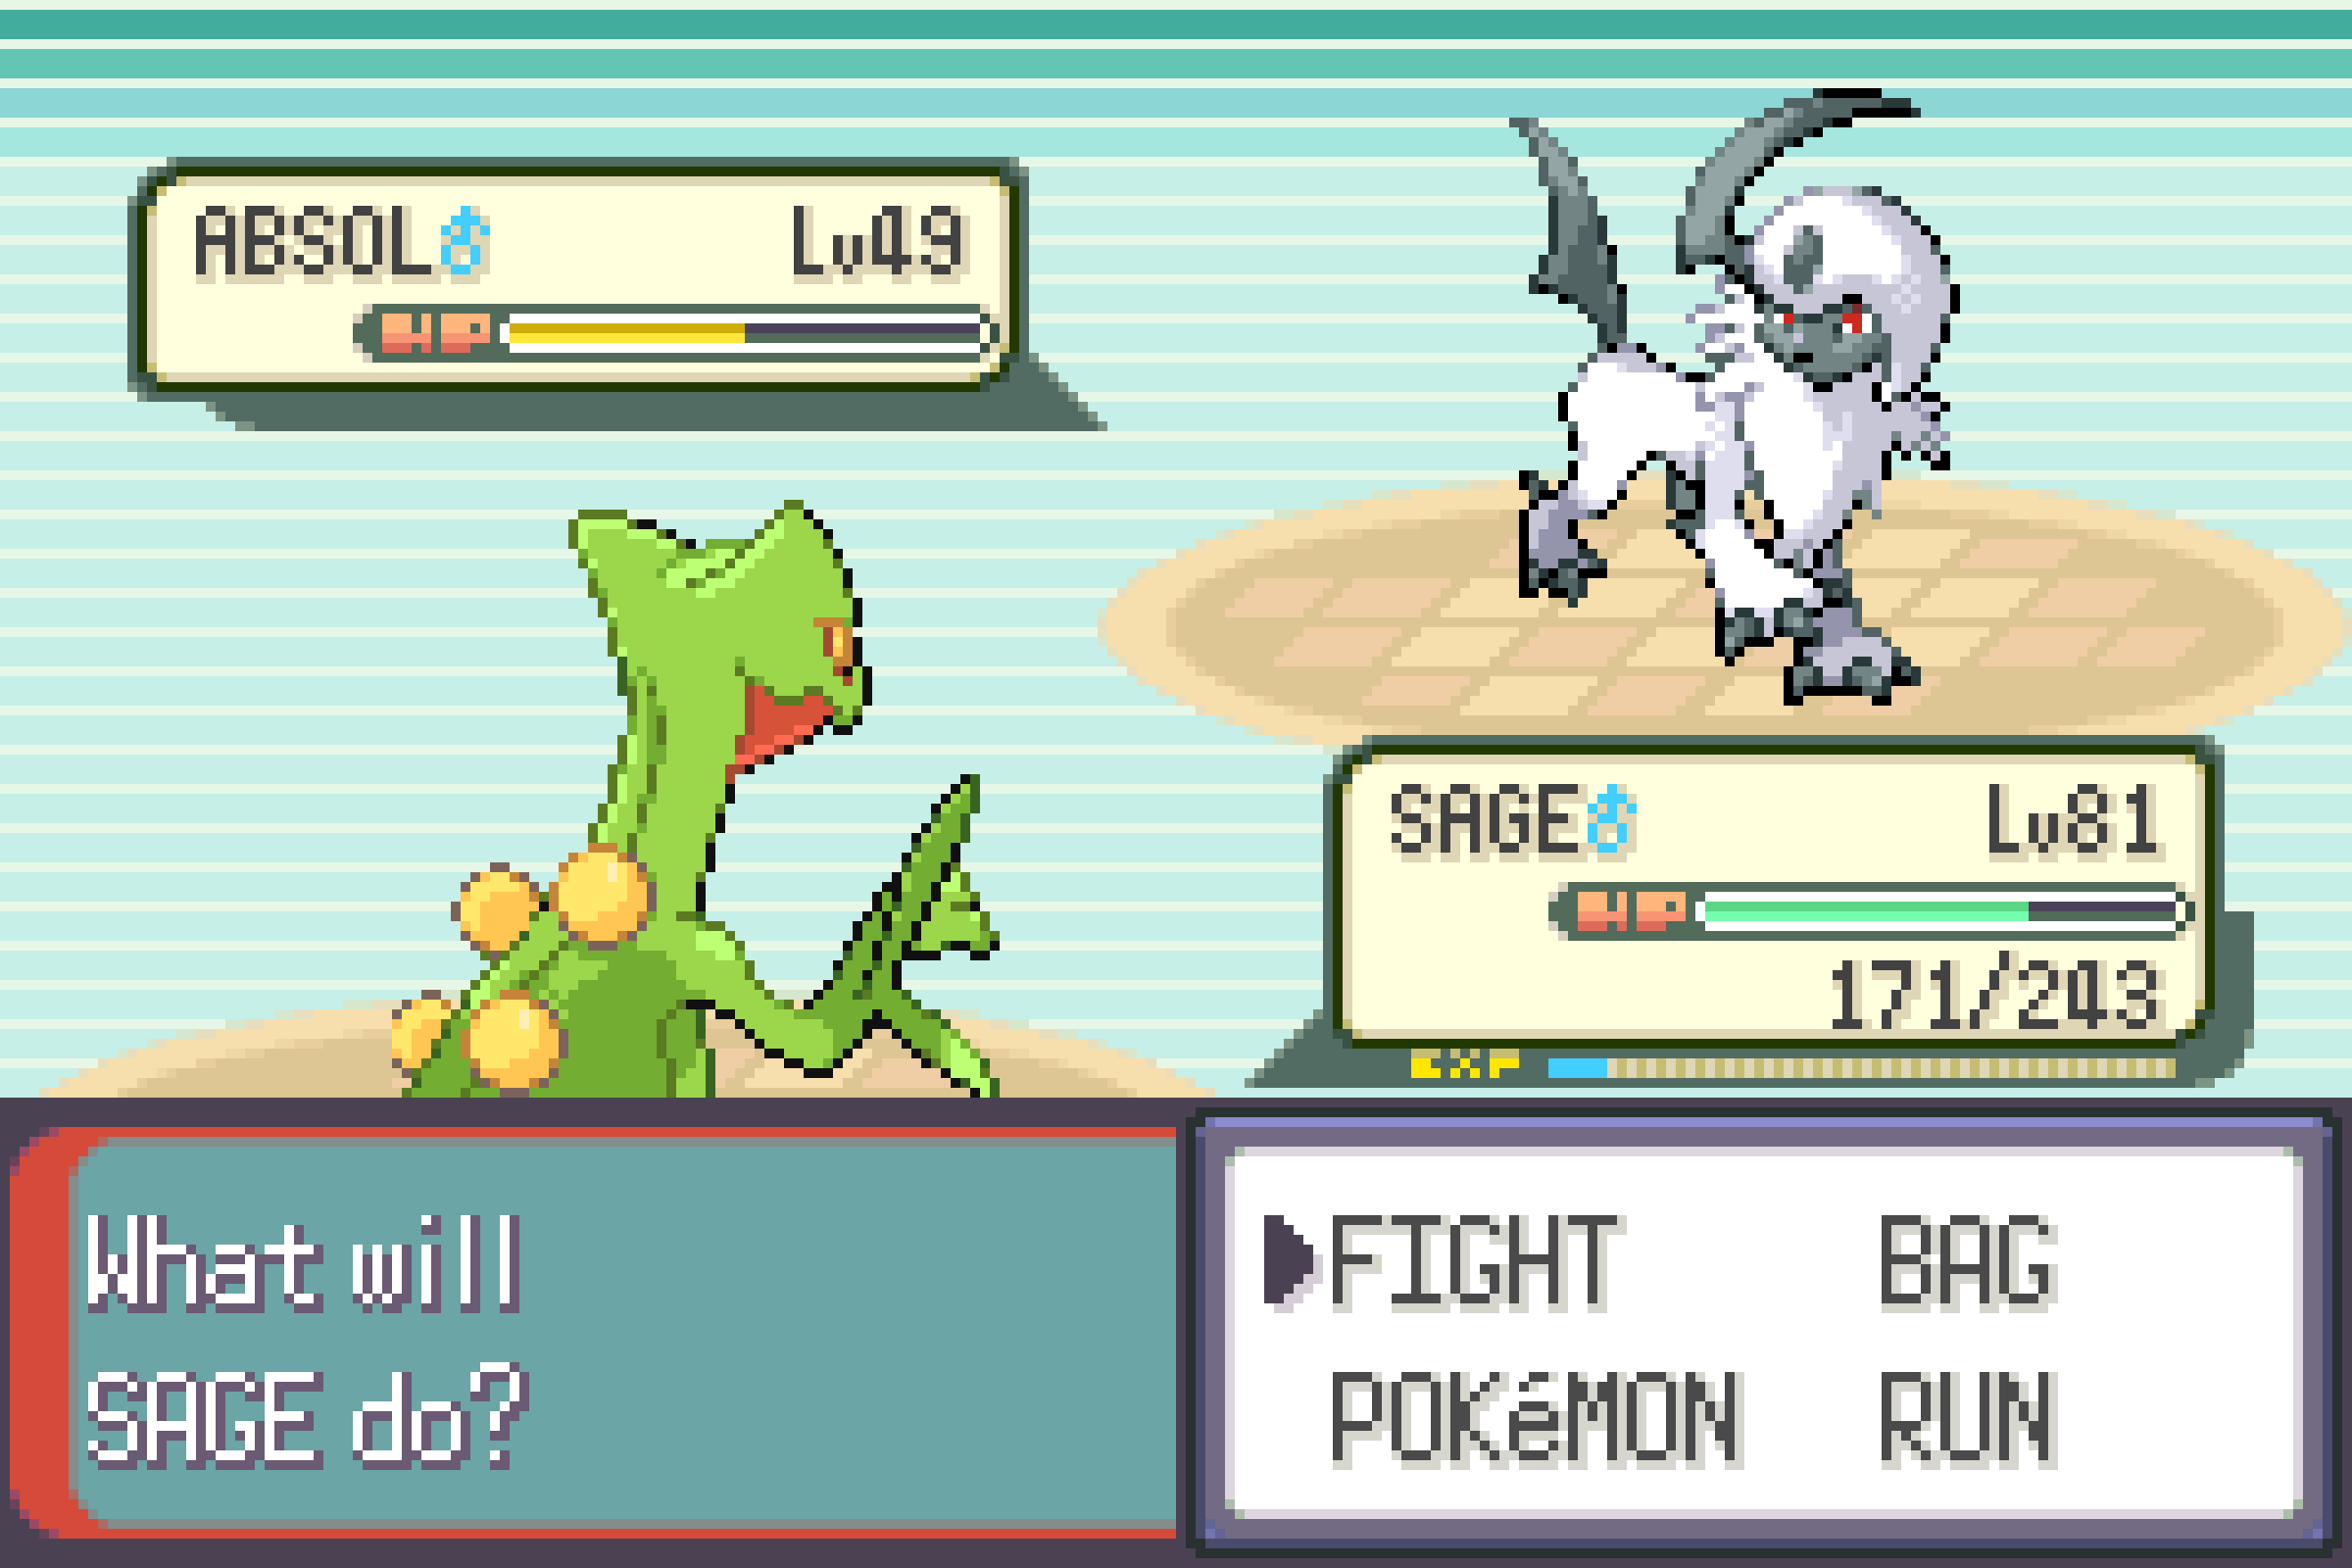 ABSOL♂ Lv49
HP
SAGE♂ Lv81
HP
171/243
EXP
What will
SAGE do?
FIGHT BAG
POKéMON RUN